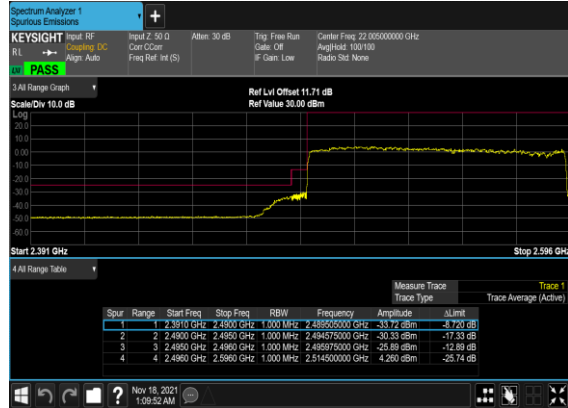 Spectrum Analyzer 1
Spurious Emissions
+
KEYSIGHT Input: RF Input Z: 50 Ω Atten: 30 dB Trig: Free Run Center Freq: 22.005000000 GHz
RL Coupling: DC Corr CCorr Gate: Off Avg|Hold: 100/100
Align: Auto Freq Ref: Int (S) IF Gain: Low Radio Std: None
PASS
3 All Range Graph Ref Lvl Offset 11.71 dB
Scale/Div 10.0 dB Ref Value 30.00 dBm
Log
20.0
10.0
0.00
-10.0
-20.0
-30.0
-40.0
-50.0
-60.0
Start 2.391 GHz Stop 2.596 GHz
4 All Range Table
Measure Trace Trace 1
Trace Type Trace Average (Active)
Spur Range Start Freq Stop Freq RBW Frequency Amplitude ΔLimit
1 1 2.3910 GHz 2.4900 GHz 1.000 MHz 2.489505000 GHz -33.72 dBm -8.720 dB
2 2 2.4900 GHz 2.4950 GHz 1.000 MHz 2.494575000 GHz -30.33 dBm -17.33 dB
3 3 2.4950 GHz 2.4960 GHz 1.000 MHz 2.495975000 GHz -25.89 dBm -12.89 dB
4 4 2.4960 GHz 2.5960 GHz 1.000 MHz 2.514500000 GHz 4.260 dBm -25.74 dB
? Nov 18, 2021
1:09:52 AM